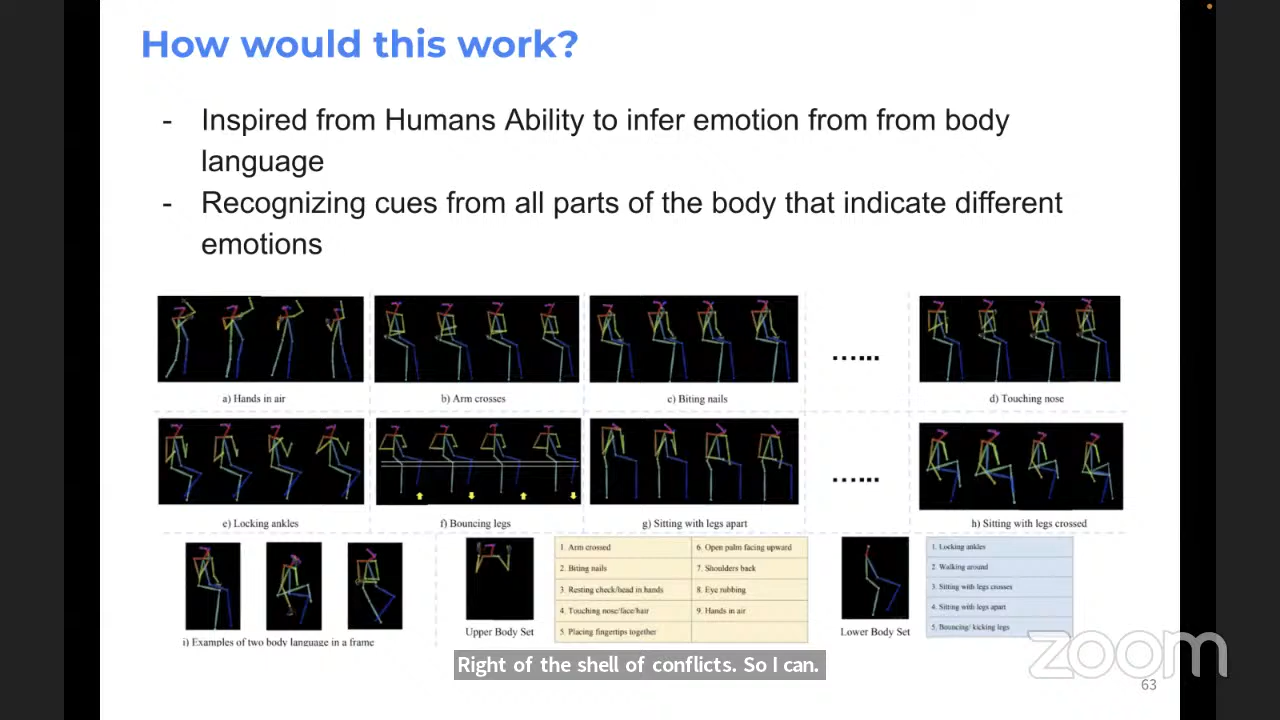 How would this work?
- Inspired from Humans Ability to infer emotion from from body
language
- Recognizing cues from all parts of the body that indicate different
emotions
......
a) Hands in air
b) Arm crosses
c) Biting nails
d) Touching nose
......
e) Locking ankles
f) Bouncing legs
g) Sitting with legs apart
h) Sitting with legs crossed
i) Examples of two body language in a frame
Upper Body Set
1. Arm crossed
2. Biting nails
3. Resting check/head in hands
4. Touching nose/face/hair
5. Placing fingertips together
6. Open palm facing upward
7. Shoulders back
8. Eye rubbing
9. Hands in air
Lower Body Set
1. Locking ankles
2. Walking around
3. Sitting with legs crosses
4. Sitting with legs apart
5. Bouncing/ kicking legs
Right of the shell of conflicts. So I can.
zoom
63